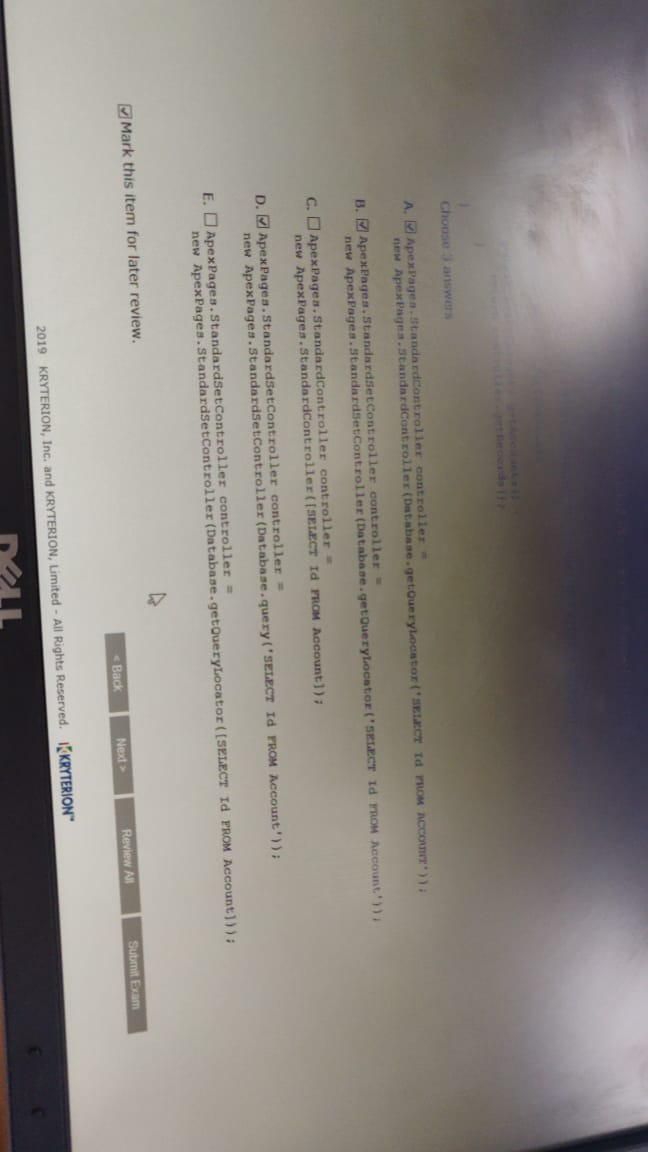 getAccounts()
getRecords();
}
}
Choose 3 answers
A. ApexPages.StandardController controller =
new ApexPages.StandardController(Database.getQueryLocator('SELECT Id FROM ACCOUNT'));
B. ApexPages.StandardSetController controller =
new ApexPages.StandardSetController(Database.getQueryLocator('SELECT Id FROM Account'));
C. ApexPages.StandardController controller =
new ApexPages.StandardController([SELECT Id FROM Account]);
D. ApexPages.StandardSetController controller =
new ApexPages.StandardSetController(Database.query('SELECT Id FROM Account'));
E. ApexPages.StandardSetController controller =
new ApexPages.StandardSetController(Database.getQueryLocator([SELECT Id FROM Account]));
Mark this item for later review.
< Back Next > Review All Submit Exam
2019 KRYTERION, Inc. and KRYTERION, Limited - All Rights Reserved. KRYTERION™
DELL